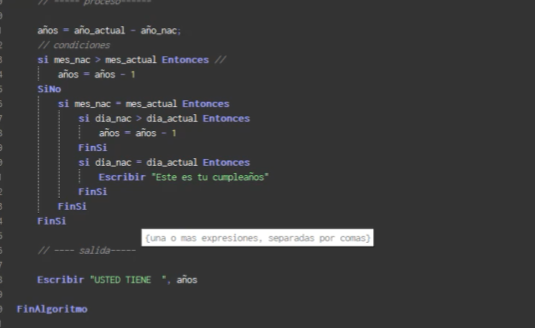 // ----- proceso------
años = año_actual - año_nac;
// condiciones
si mes_nac > mes_actual Entonces //
años = años - 1
SiNo
si mes_nac = mes_actual Entonces
si dia_nac > dia_actual Entonces
años = años - 1
FinSi
si dia_nac = dia_actual Entonces
Escribir "Este es tu cumpleaños"
FinSi
FinSi
FinSi
{una o mas expresiones, separadas por comas}
// ---- salida-----
Escribir "USTED TIENE  ", años
FinAlgoritmo